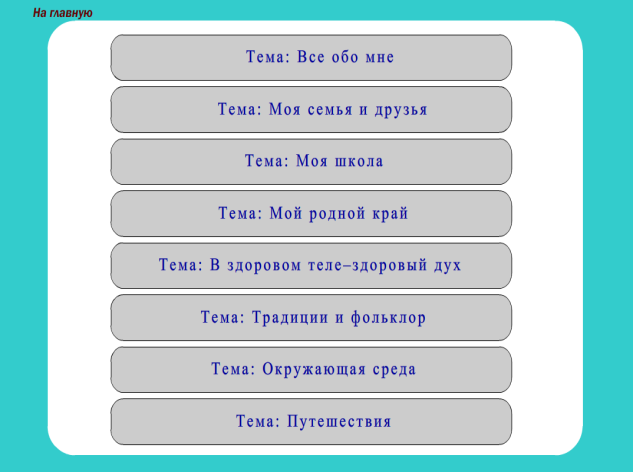 На главную
Тема: Все обо мне
Тема: Моя семья и друзья
Тема: Моя школа
Тема: Мой родной край
Тема: В здоровом теле–здоровый дух
Тема: Традиции и фольклор
Тема: Окружающая среда
Тема: Путешествия